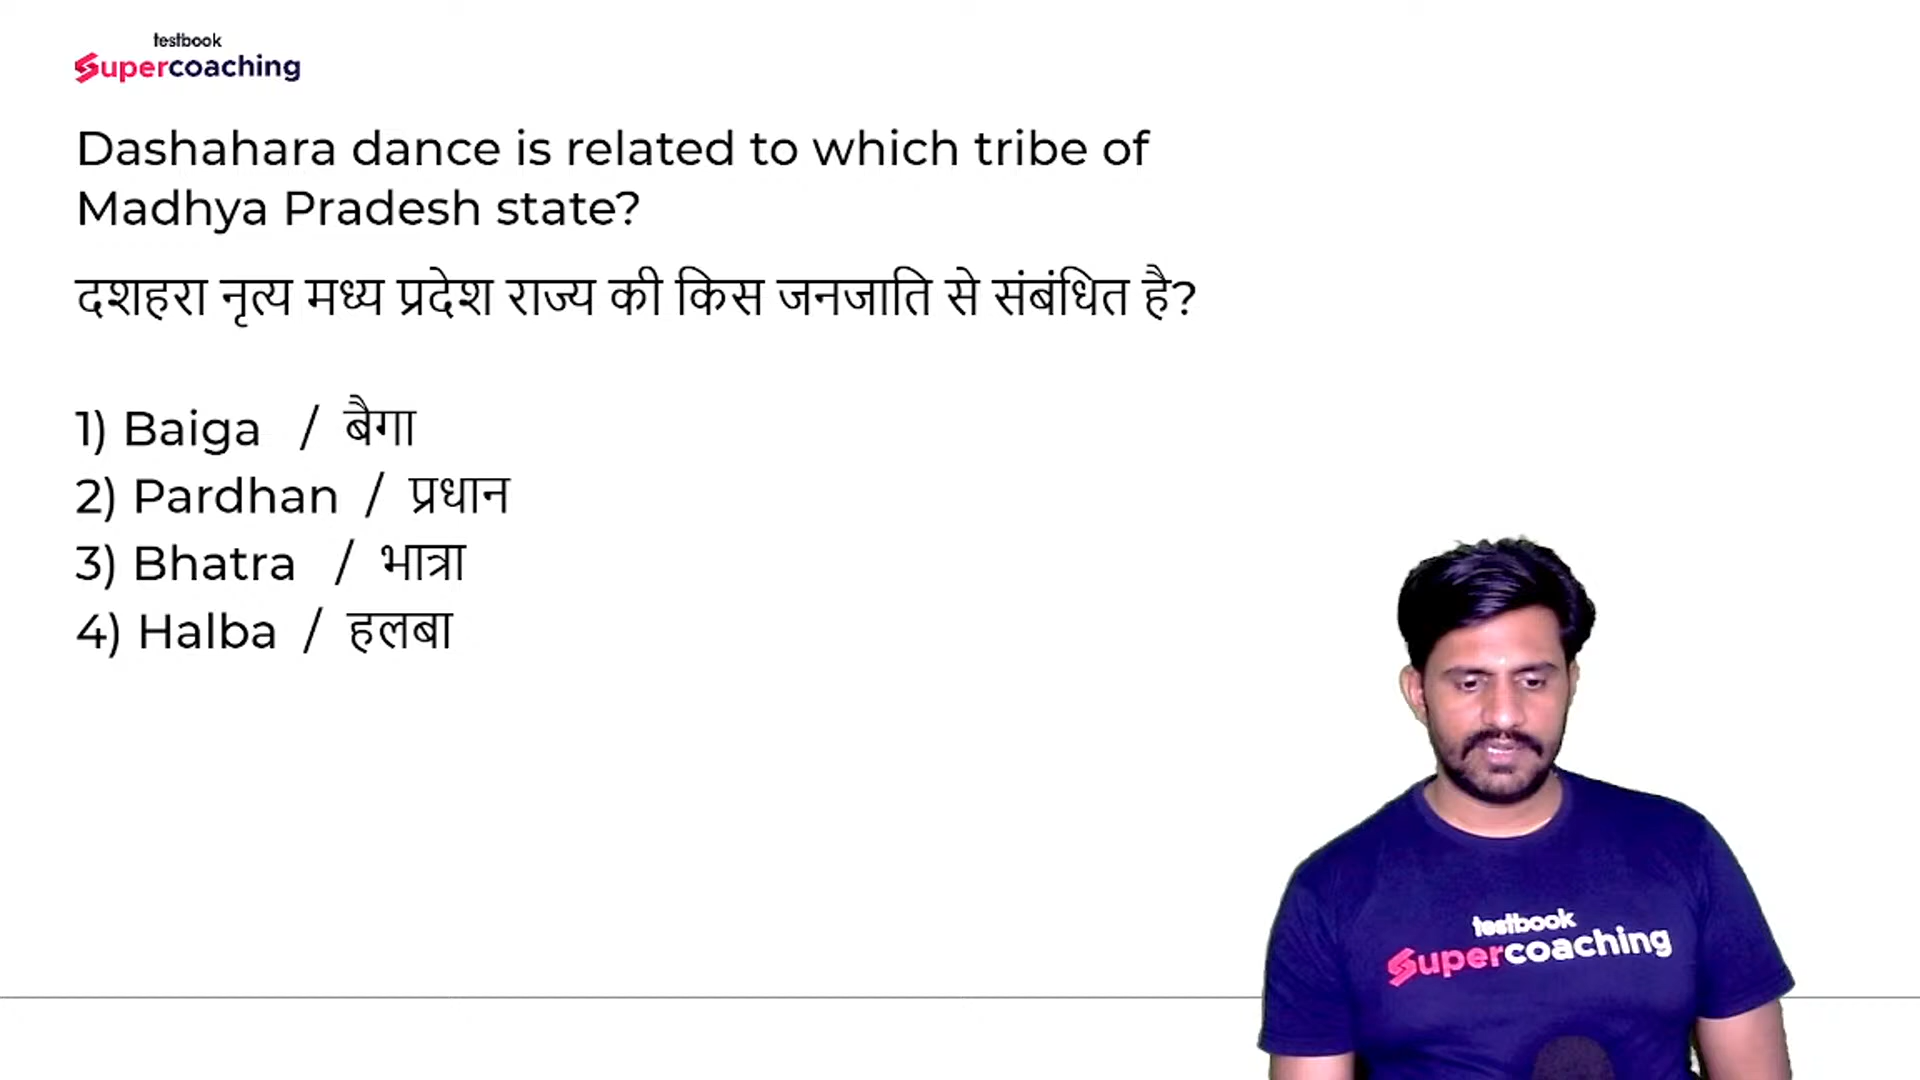 testbook
Supercoaching
Dashahara dance is related to which tribe of
Madhya Pradesh state?
दशहरा नृत्य मध्य प्रदेश राज्य की किस जनजाति से संबंधित है?
1) Baiga / बैगा
2) Pardhan / प्रधान
3) Bhatra / भात्रा
4) Halba / हलबा
testbook
Supercoaching